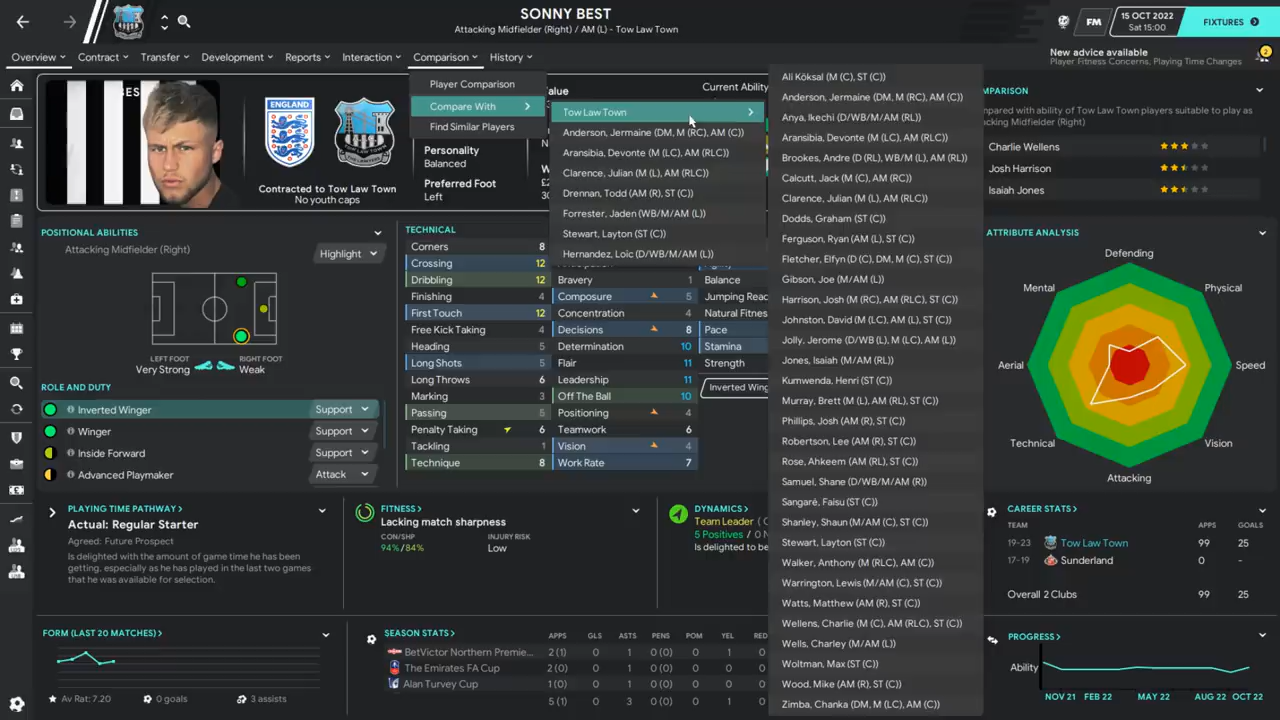 SONNY BEST
Attacking Midfielder (Right) / AM (L) - Tow Law Town
FM
15 OCT 2022
Sat 15:00
FIXTURES
Overview
Contract
Transfer
Development
Reports
Interaction
Comparison
History
New advice available
Player Fitness Concerns, Playing Time Changes
2
Player Comparison
Compare With
Find Similar Players
Tow Law Town
Anderson, Jermaine (DM, M (RC), AM (C))
Aransibia, Devonte (M (LC), AM (RLC))
Clarence, Julian (M (L), AM (RLC))
Drennan, Todd (AM (R), ST (C))
Forrester, Jaden (WB/M/AM (L))
Stewart, Layton (ST (C))
Hernandez, Loïc (D/WB/M/AM (L))
Ali Köksal (M (C), ST (C))
Anderson, Jermaine (DM, M (RC), AM (C))
Anya, Ikechi (D/WB/M/AM (RL))
Aransibia, Devonte (M (LC), AM (RLC))
Brookes, Andre (D (RL), WB/M (L), AM (RL))
Calcutt, Jack (M (C), AM (RC))
Clarence, Julian (M (L), AM (RLC))
Dodds, Graham (ST (C))
Ferguson, Ryan (AM (L), ST (C))
Fletcher, Elfyn (D (C), DM, M (C), ST (C))
Gibson, Joe (M/AM (L))
Harrison, Josh (M (RC), AM (RLC), ST (C))
Johnston, David (M (LC), AM (L), ST (C))
Jolly, Jerome (D/WB (L), M (LC), AM (L))
Jones, Isaiah (M/AM (RL))
Kumwenda, Henri (ST (C))
Murray, Brett (M (L), AM (RL), ST (C))
Phillips, Josh (AM (R), ST (C))
Robertson, Lee (AM (R), ST (C))
Rose, Ahkeem (AM (RL), ST (C))
Samuel, Shane (D/WB/M/AM (R))
Sangaré, Faisu (ST (C))
Shanley, Shaun (M/AM (C), ST (C))
Stewart, Layton (ST (C))
Walker, Anthony (M (RLC), AM (C))
Warrington, Lewis (M/AM (C), ST (C))
Watts, Matthew (AM (R), ST (C))
Wellens, Charlie (M (C), AM (RLC), ST (C))
Wells, Charley (M/AM (L))
Woltman, Max (ST (C))
Wood, Mike (AM (R), ST (C))
Zimba, Chanka (DM, M (LC), AM (C))
ENGLAND
Contracted to Tow Law Town
No youth caps
Personality
Balanced
Preferred Foot
Left
Current Ability
Charlie Wellens
Josh Harrison
Isaiah Jones
POSITIONAL ABILITIES
Attacking Midfielder (Right)
Highlight
LEFT FOOT
Very Strong
RIGHT FOOT
Weak
ROLE AND DUTY
Inverted Winger Support
Winger Support
Inside Forward Support
Advanced Playmaker Attack
TECHNICAL
Corners 8
Crossing 12
Dribbling 12
Finishing 4
First Touch 12
Free Kick Taking 4
Heading 5
Long Shots 5
Long Throws 6
Marking 3
Passing 5
Penalty Taking 6
Tackling 1
Technique 8
Bravery 1
Composure 5
Concentration 4
Decisions 8
Determination 10
Flair 11
Leadership 11
Off The Ball 10
Positioning 4
Teamwork 6
Vision 4
Work Rate 7
Balance
Jumping Reac
Natural Fitnes
Pace
Stamina
Strength
Inverted Wing
ATTRIBUTE ANALYSIS
Defending
Physical
Speed
Vision
Attacking
Technical
Aerial
Mental
PLAYING TIME PATHWAY
Actual: Regular Starter
Agreed: Future Prospect
Is delighted with the amount of game time he has been
getting, especially as he has played in the last two games
that he was available for selection.
FITNESS
Lacking match sharpness
CON/SHP
94%/84%
INJURY RISK
Low
DYNAMICS
Team Leader
5 Positives / 0 N
Is delighted to be
CAREER STATS
TEAM APPS GOALS
19-23 Tow Law Town 99 25
17-19 Sunderland 0 -
Overall 2 Clubs 99 25
FORM (LAST 20 MATCHES)
Av Rat: 7.20
0 goals
3 assists
SEASON STATS APPS GLS ASTS PENS POM YEL RED
BetVictor Northern Premie... 2 (1) 0 1 0 (0) 0 1
The Emirates FA Cup 2 (0) 0 1 0 (0) 0 0
Alan Turvey Cup 1 (0) 0 1 0 (0) 0 0
5 (1) 0 3 0 (0) 0 1
PROGRESS
Ability
NOV 21 FEB 22 MAY 22 AUG 22 OCT 22